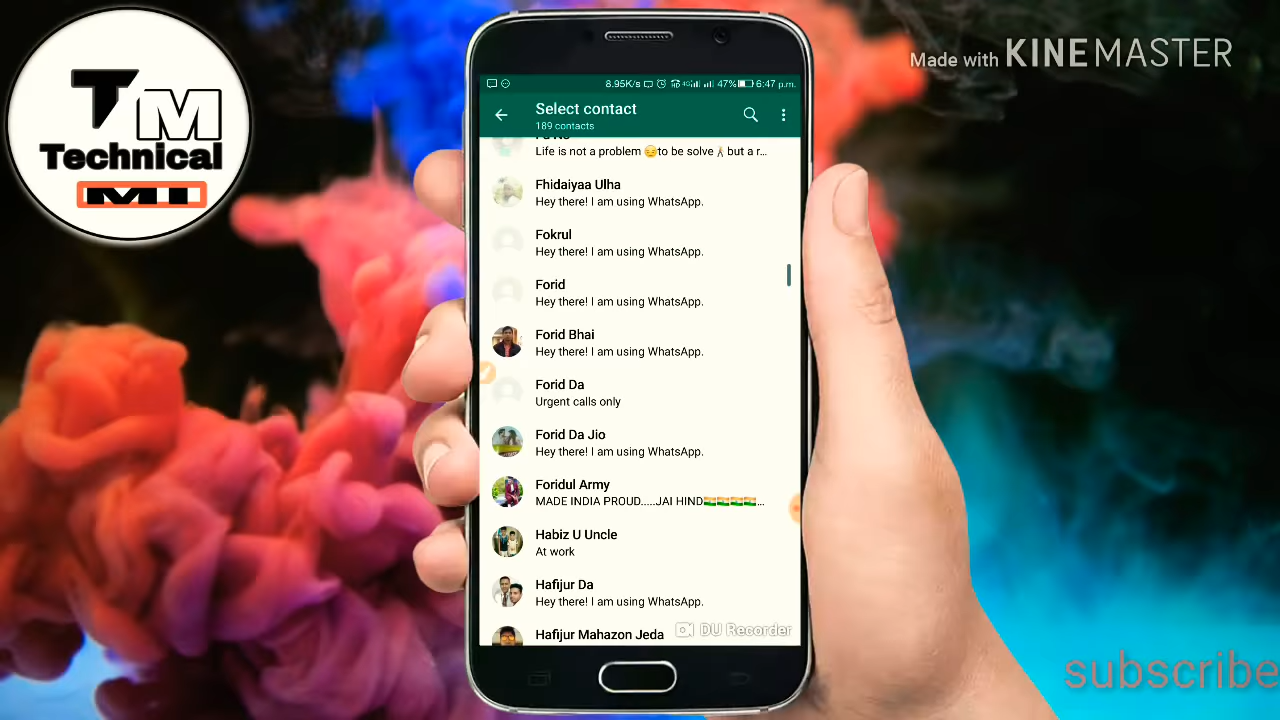 TM
Technical
MI
Made with KINEMASTER
8.95K/s 4G 47% 6:47 p.m.
Select contact
189 contacts
Life is not a problem 😔to be solve🚶but a r...
Fhidaiyaa Ulha
Hey there! I am using WhatsApp.
Fokrul
Hey there! I am using WhatsApp.
Forid
Hey there! I am using WhatsApp.
Forid Bhai
Hey there! I am using WhatsApp.
Forid Da
Urgent calls only
Forid Da Jio
Hey there! I am using WhatsApp.
Foridul Army
MADE INDIA PROUD.....JAI HIND🇮🇳🇮🇳🇮🇳🇮🇳...
Habiz U Uncle
At work
Hafijur Da
Hey there! I am using WhatsApp.
Hafijur Mahazon Jeda
DU Recorder
subscribe